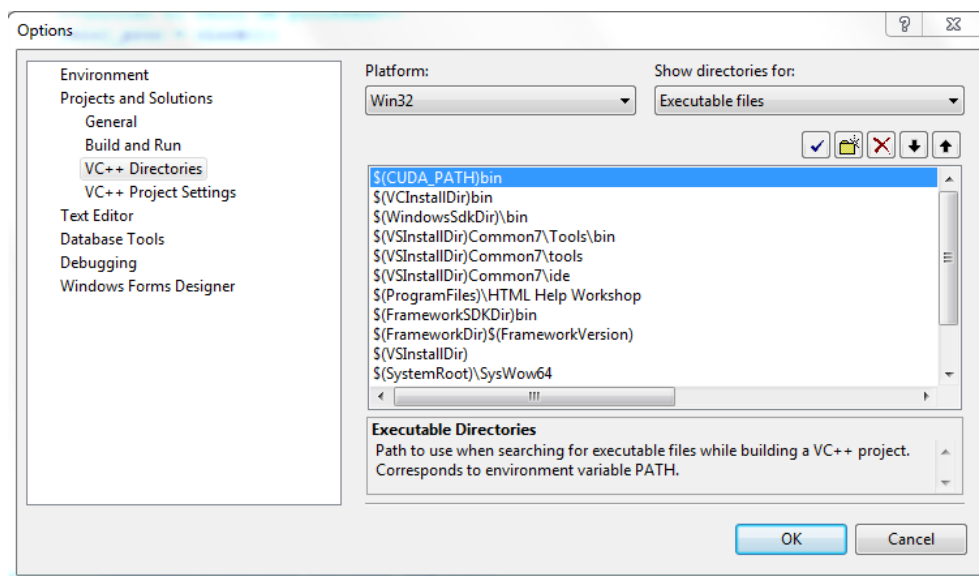 Options
Environment
Projects and Solutions
General
Build and Run
VC++ Directories
VC++ Project Settings
Text Editor
Database Tools
Debugging
Windows Forms Designer
Platform:
Win32
Show directories for:
Executable files
$(CUDA_PATH)bin
$(VCInstallDir)bin
$(WindowsSdkDir)\bin
$(VSInstallDir)Common7\Tools\bin
$(VSInstallDir)Common7\tools
$(VSInstallDir)Common7\ide
$(ProgramFiles)\HTML Help Workshop
$(FrameworkSDKDir)bin
$(FrameworkDir)$(FrameworkVersion)
$(VSInstallDir)
$(SystemRoot)\SysWow64
Executable Directories
Path to use when searching for executable files while building a VC++ project.
Corresponds to environment variable PATH.
OK
Cancel